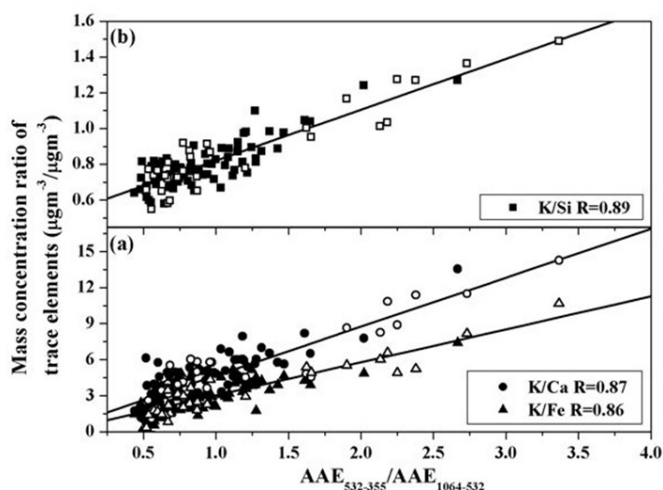 Mass concentration ratio of
trace elements (μgm⁻³/μgm⁻³)
(b)
1.6
1.4
1.2
1.0
0.8
0.6
K/Si R=0.89
(a)
15
12
9
6
3
0
K/Ca R=0.87
K/Fe R=0.86
0.5 1.0 1.5 2.0 2.5 3.0 3.5 4.0
AAE₅₃₂₋₃₅₅/AAE₁₀₆₄₋₅₃₂